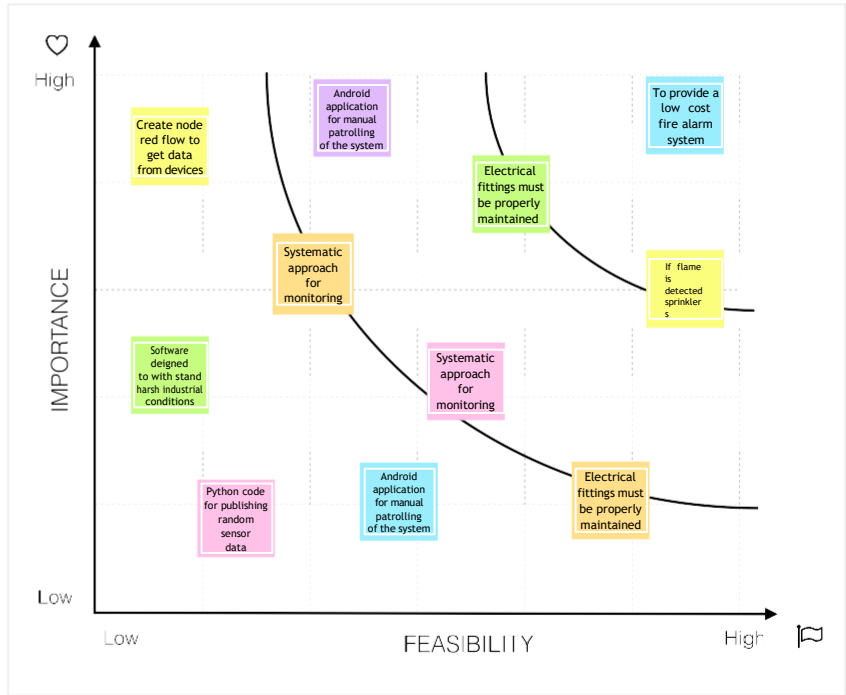 High
Create node
red flow to
get data
from devices
Android
application
for manual
patrolling
of the system
To provide a
low cost
fire alarm
system
Electrical
fittings must
be properly
maintained
Systematic
approach
for
monitoring
If flame
is
detected
sprinkler
s
IMPORTANCE
Software
deigned
to with stand
harsh industrial
conditions
Systematic
approach
for
monitoring
Python code
for publishing
random
sensor
data
Android
application
for manual
patrolling
of the system
Electrical
fittings must
be properly
maintained
Low
Low
FEASIBILITY
High